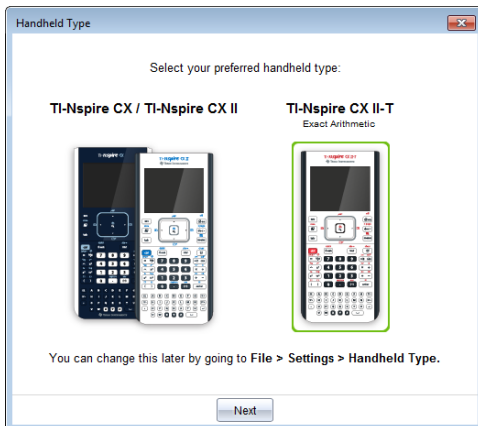 Handheld Type
Select your preferred handheld type:
TI-Nspire CX / TI-Nspire CX II
TI-Nspire CX II-T
Exact Arithmetic
You can change this later by going to File > Settings > Handheld Type.
Next